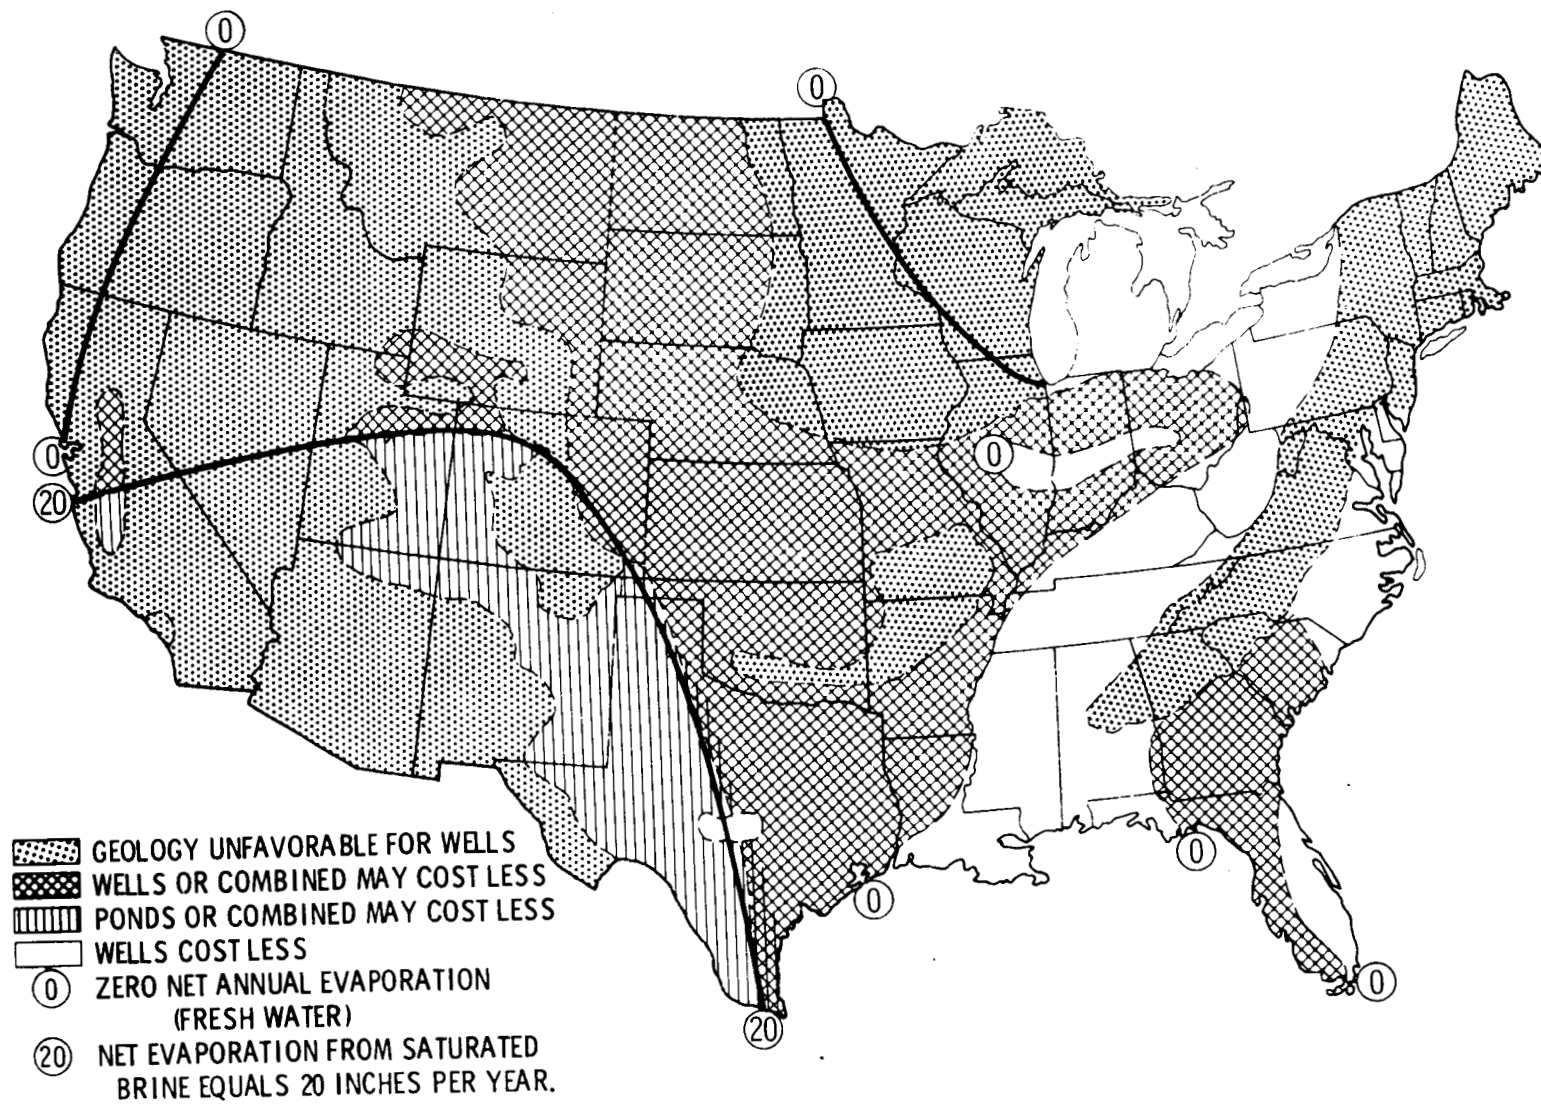 0
0
0
20
0
0
0
0
20
GEOLOGY UNFAVORABLE FOR WELLS
WELLS OR COMBINED MAY COST LESS
PONDS OR COMBINED MAY COST LESS
WELLS COST LESS
0 ZERO NET ANNUAL EVAPORATION
(FRESH WATER)
20 NET EVAPORATION FROM SATURATED
BRINE EQUALS 20 INCHES PER YEAR.